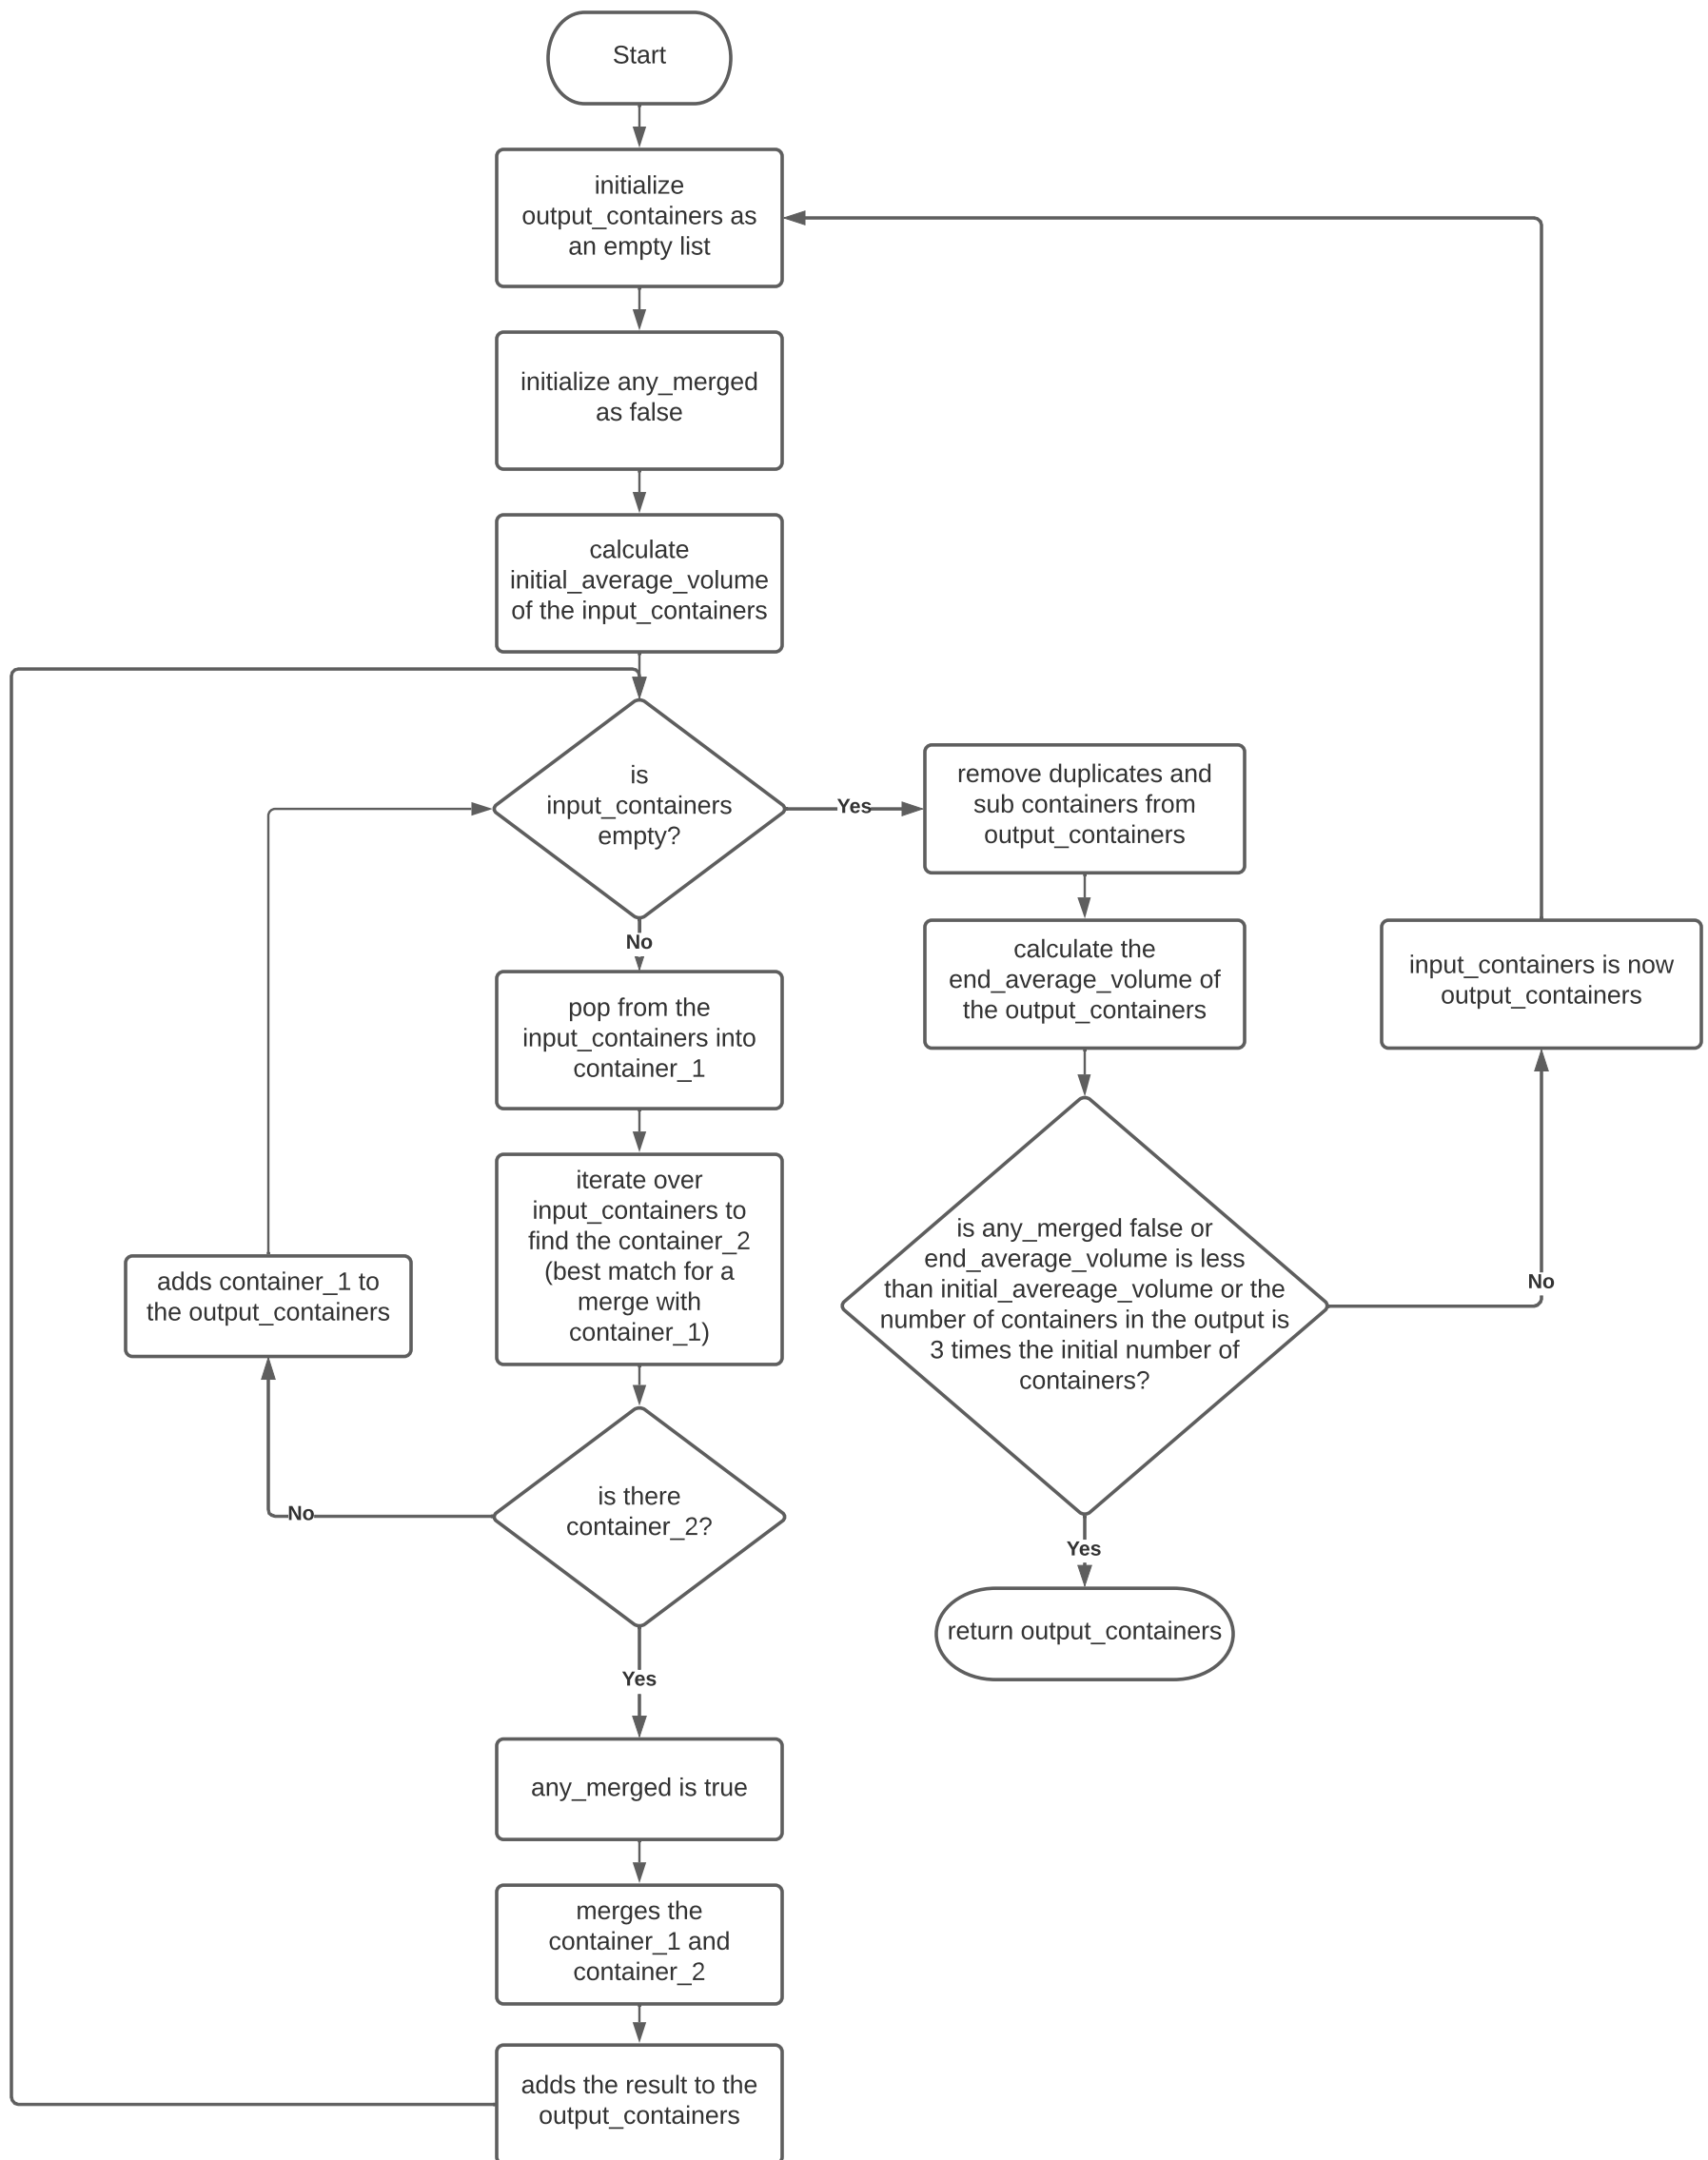 Start
initialize
output_containers as
an empty list
initialize any_merged
as false
calculate
initial_average_volume
of the input_containers
is
input_containers
empty?
Yes
remove duplicates and
sub containers from
output_containers
calculate the
end_average_volume of
the output_containers
input_containers is now
output_containers
No
pop from the
input_containers into
container_1
iterate over
input_containers to
find the container_2
(best match for a
merge with
container_1)
adds container_1 to
the output_containers
is any_merged false or
end_average_volume is less
than initial_avereage_volume or the
number of containers in the output is
3 times the initial number of
containers?
No
is there
container_2?
No
Yes
return output_containers
Yes
any_merged is true
merges the
container_1 and
container_2
adds the result to the
output_containers